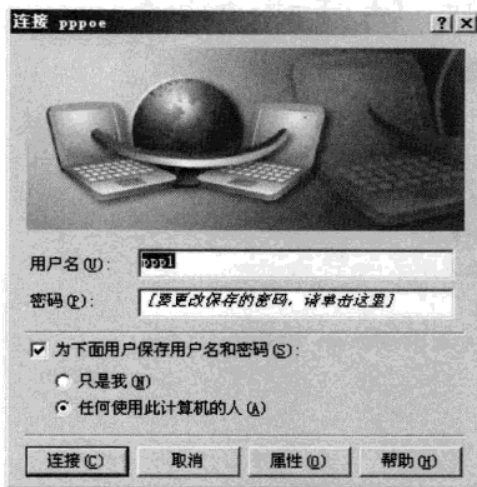 连接 pppoe
用户名(U):
ppp1
密码(P):
[要更改保存的密码，请单击这里]
为下面用户保存用户名和密码(S):
只是我(N)
任何使用此计算机的人(A)
连接(C)
取消
属性(O)
帮助(H)